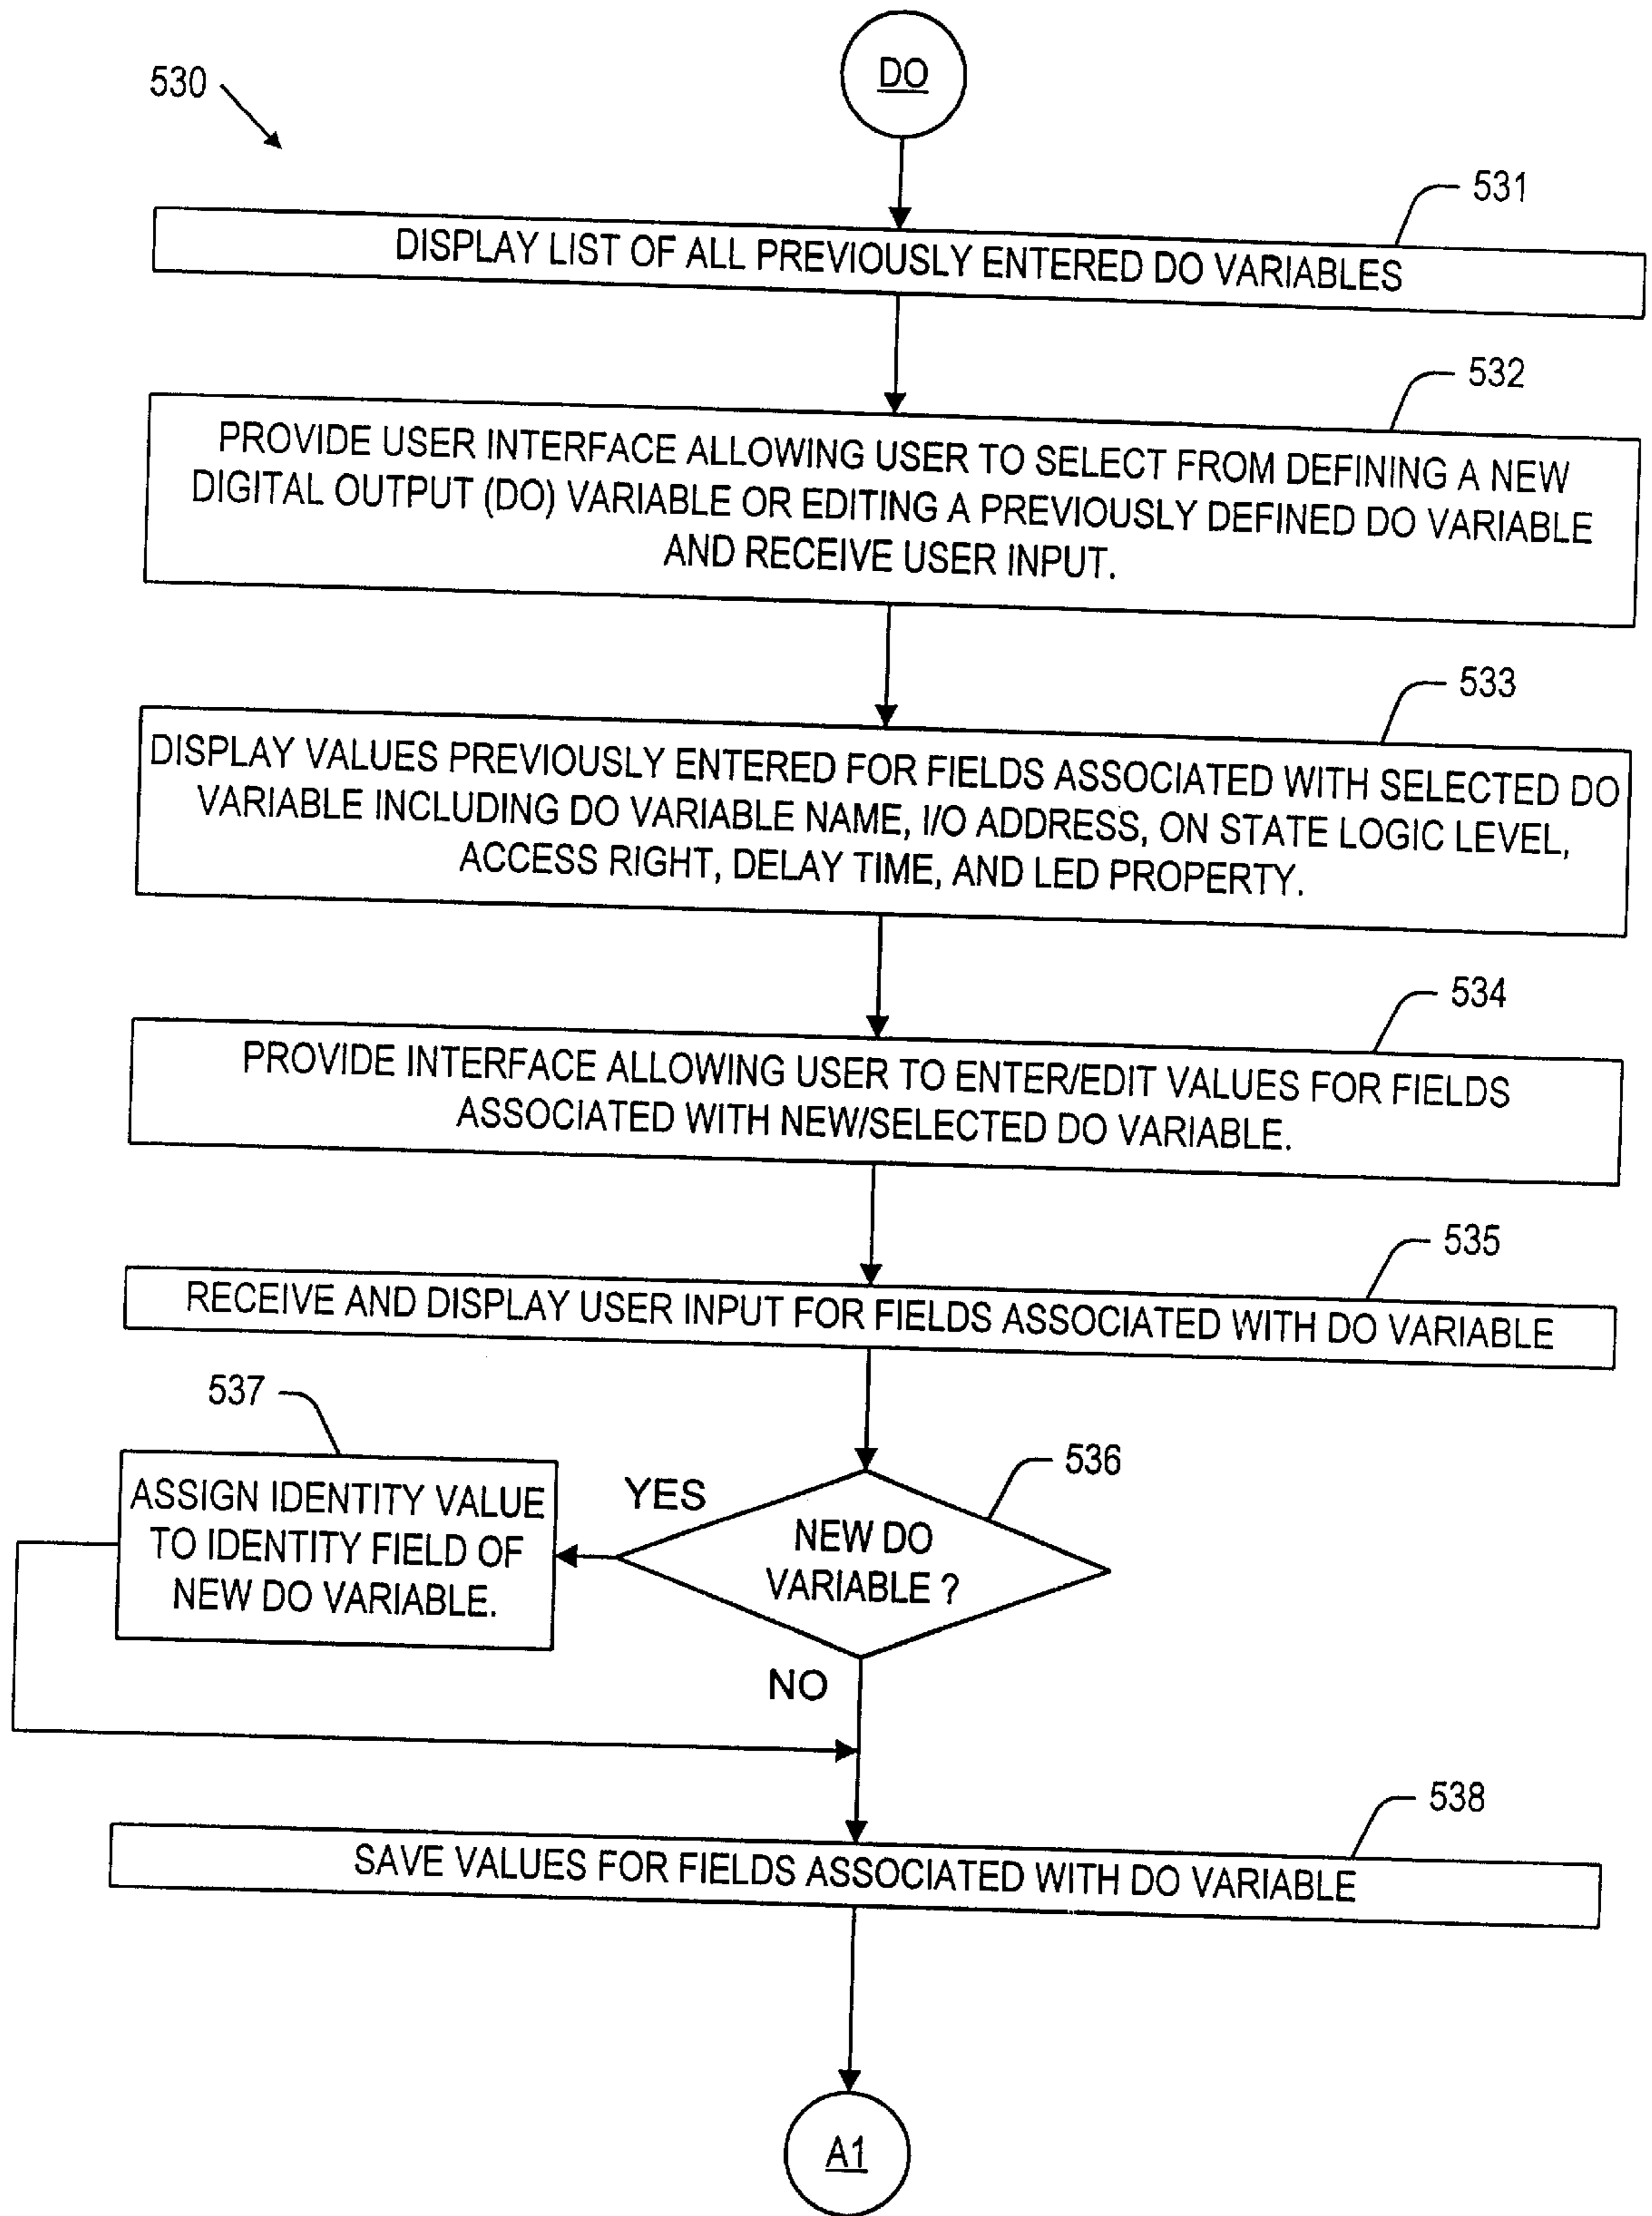 DO
530
531
DISPLAY LIST OF ALL PREVIOUSLY ENTERED DO VARIABLES
532
PROVIDE USER INTERFACE ALLOWING USER TO SELECT FROM DEFINING A NEW
DIGITAL OUTPUT (DO) VARIABLE OR EDITING A PREVIOUSLY DEFINED DO VARIABLE
AND RECEIVE USER INPUT.
533
DISPLAY VALUES PREVIOUSLY ENTERED FOR FIELDS ASSOCIATED WITH SELECTED DO
VARIABLE INCLUDING DO VARIABLE NAME, I/O ADDRESS, ON STATE LOGIC LEVEL,
ACCESS RIGHT, DELAY TIME, AND LED PROPERTY.
534
PROVIDE INTERFACE ALLOWING USER TO ENTER/EDIT VALUES FOR FIELDS
ASSOCIATED WITH NEW/SELECTED DO VARIABLE.
535
RECEIVE AND DISPLAY USER INPUT FOR FIELDS ASSOCIATED WITH DO VARIABLE
537
ASSIGN IDENTITY VALUE
TO IDENTITY FIELD OF
NEW DO VARIABLE.
YES
536
NEW DO
VARIABLE ?
NO
538
SAVE VALUES FOR FIELDS ASSOCIATED WITH DO VARIABLE
A1